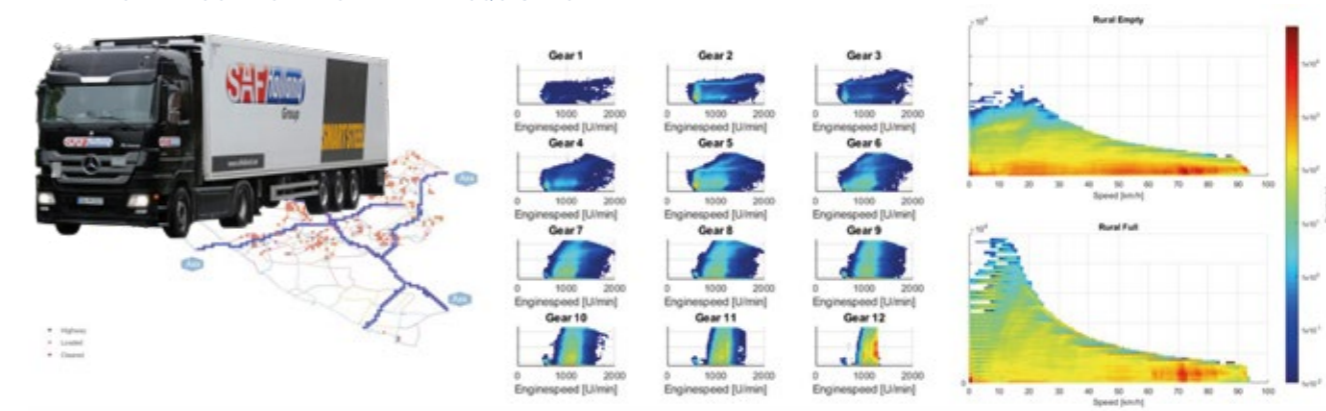 SAF Holland
Group
Gear 1
Gear 2
Gear 3
0 1000 2000
0 1000 2000
0 1000 2000
Enginespeed [U/min]
Enginespeed [U/min]
Enginespeed [U/min]
Gear 4
Gear 5
Gear 6
0 1000 2000
0 1000 2000
0 1000 2000
Enginespeed [U/min]
Enginespeed [U/min]
Enginespeed [U/min]
Gear 7
Gear 8
Gear 9
0 1000 2000
0 1000 2000
0 1000 2000
Enginespeed [U/min]
Enginespeed [U/min]
Enginespeed [U/min]
Gear 10
Gear 11
Gear 12
0 1000 2000
0 1000 2000
0 1000 2000
Enginespeed [U/min]
Enginespeed [U/min]
Enginespeed [U/min]
Highway
Loaded
Cleared
Rural Empty
0 10 20 30 40 50 60 70 80 90 100
Speed [km/h]
Rural Full
0
0 10 20 30 40 50 60 70 80 90 100
Speed [km/h]